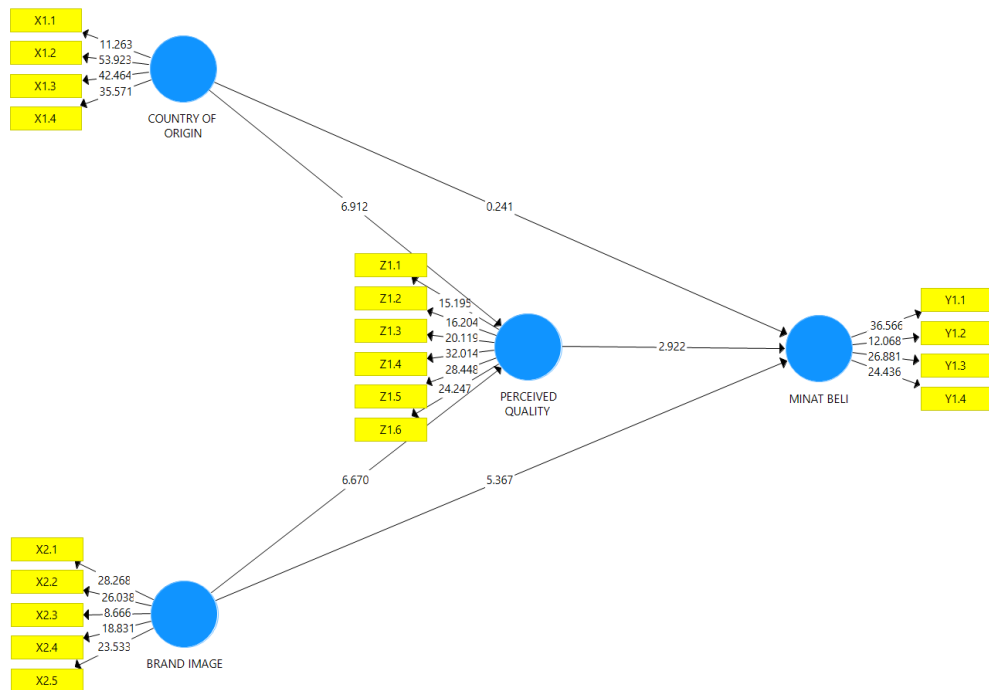 X1.1
X1.2
X1.3
X1.4
11.263
53.923
42.464
35.571
COUNTRY OF
ORIGIN
6.912
0.241
Z1.1
Z1.2
Z1.3
Z1.4
Z1.5
Z1.6
15.195
16.204
20.119
32.014
28.448
24.247
PERCEIVED
QUALITY
2.922
Y1.1
Y1.2
Y1.3
Y1.4
36.566
12.068
26.881
24.436
MINAT BELI
6.670
5.367
X2.1
X2.2
X2.3
X2.4
X2.5
28.268
26.038
8.666
18.831
23.533
BRAND IMAGE